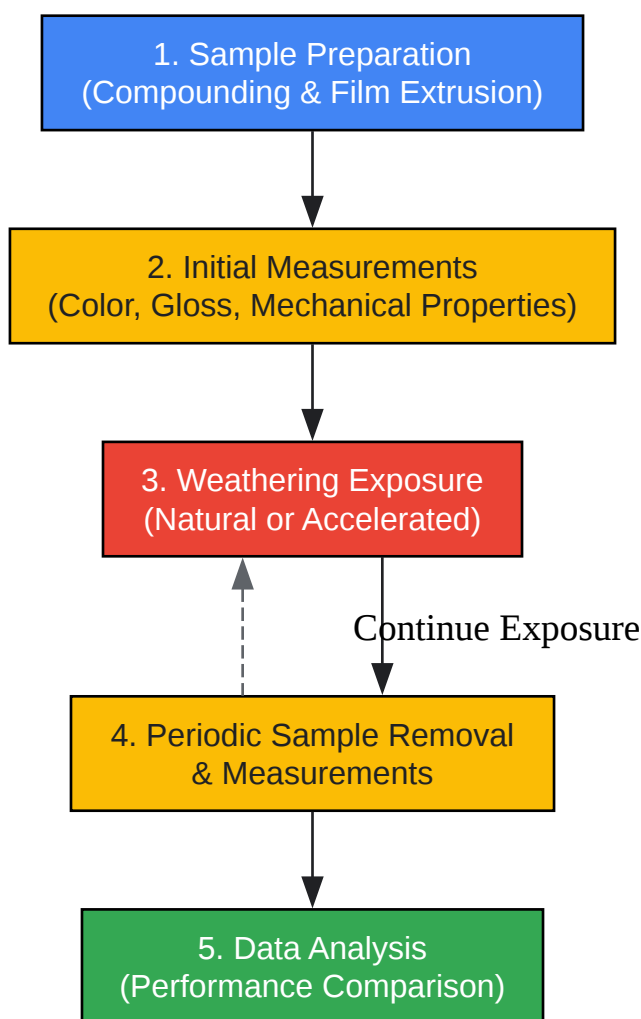 1. Sample Preparation
(Compounding & Film Extrusion)
2. Initial Measurements
(Color, Gloss, Mechanical Properties)
3. Weathering Exposure
(Natural or Accelerated)
Continue Exposure
4. Periodic Sample Removal
& Measurements
5. Data Analysis
(Performance Comparison)